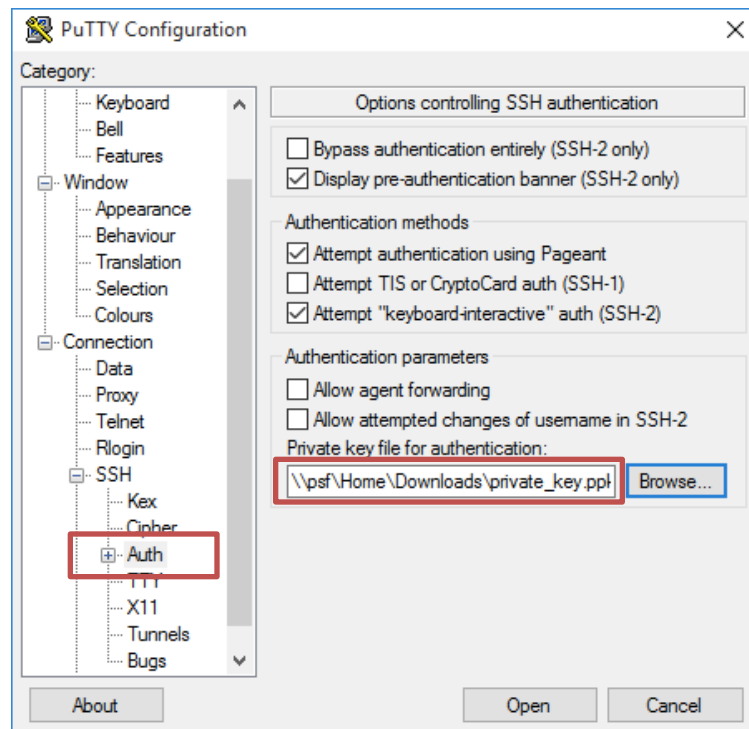 PuTTY Configuration
Category:
Keyboard
Bell
Features
Window
Appearance
Behaviour
Translation
Selection
Colours
Connection
Data
Proxy
Telnet
Rlogin
SSH
Kex
Cipher
Auth
TTY
X11
Tunnels
Bugs
Options controlling SSH authentication
Bypass authentication entirely (SSH-2 only)
Display pre-authentication banner (SSH-2 only)
Authentication methods
Attempt authentication using Pageant
Attempt TIS or CryptoCard auth (SSH-1)
Attempt "keyboard-interactive" auth (SSH-2)
Authentication parameters
Allow agent forwarding
Allow attempted changes of username in SSH-2
Private key file for authentication:
\\psf\Home\Downloads\private_key.ppk
Browse...
About
Open
Cancel